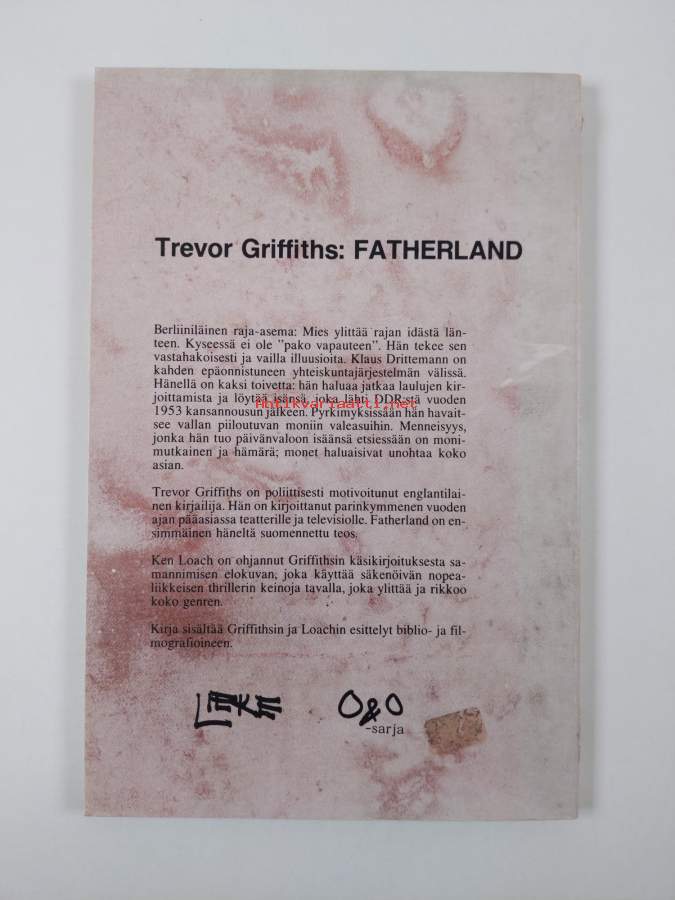 Trevor Griffiths: FATHERLAND
Berliiniläinen raja-asema: Mies ylittää rajan idästä län-
teen. Kyseessä ei ole "pako vapauteen". Hän tekee sen
vastahakoisesti ja vailla illuusioita. Klaus Drittemann on
kahden epäonnistuneen yhteiskuntajärjestelmän välissä.
Hänellä on kaksi toivetta: hän haluaa jatkaa laulujen kir-
joittamista ja löytää isänsä, joka lähti DDR:stä vuoden
Antikvariaatti.net
1953 kansannousun jälkeen. Pyrkimyksissään hän havait-
see vallan piiloutuvan moniin valeasuihin. Menneisyys,
jonka hän tuo päivänvaloon isäänsä etsiessään on moni-
mutkainen ja hämärä; monet haluaisivat unohtaa koko
asian.
Trevor Griffiths on poliittisesti motivoitunut englantilai-
nen kirjailija. Hän on kirjoittanut parinkymmenen vuoden
ajan pääasiassa teatterille ja televisiolle. Fatherland on en-
simmäinen häneltä suomennettu teos.
Ken Loach on ohjannut Griffithsin käsikirjoituksesta sa-
mannimisen elokuvan, joka käyttää säkenöivän nopea-
liikkeisen thrillerin keinoja tavalla, joka ylittää ja rikkoo
koko genren.
Kirja sisältää Griffithsin ja Loachin esittelyt biblio- ja fil-
mografioineen.
LIEKE O&O
-sarja